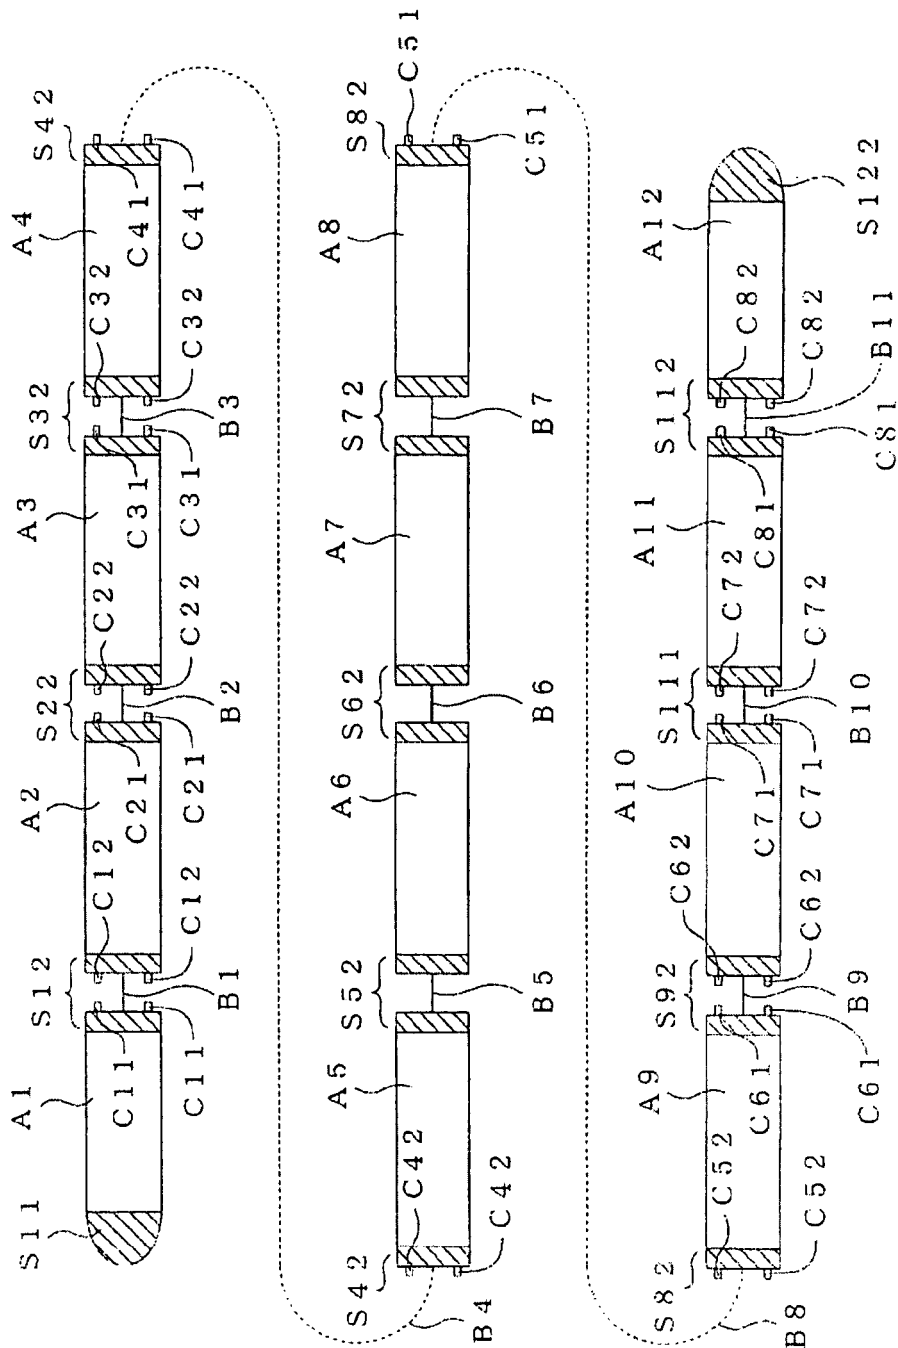 S11
A1
S12
A2
S22
A3
S32
A4
S42
C11
C12
C21
C22
C31
C32
C41
C11
C12
C21
C22
C31
C32
C41
B1
B2
B3
S42
A5
S52
A6
S62
A7
S72
A8
S82
C51
C42
C42
C51
B4
B5
B6
B7
S82
A9
S92
C62
A10
S111
A11
S112
A12
C52
C61
C71
C72
C81
C82
C52
C61
C62
C71
C72
C81
C82
S122
B8
B9
B10
B11